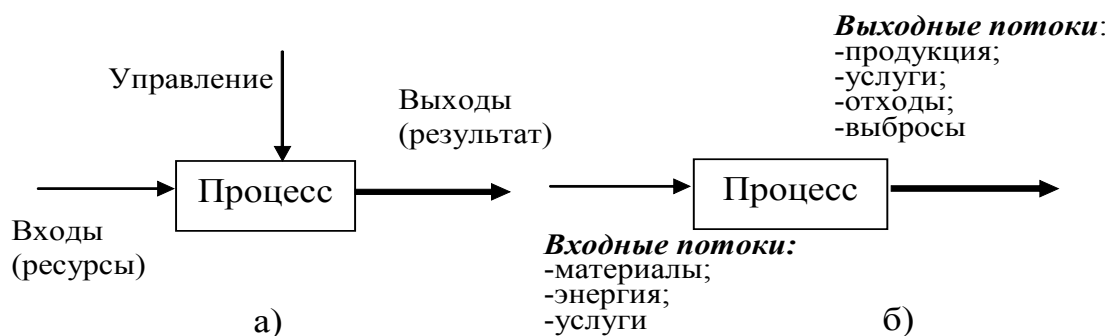 Управление
Выходы
(результат)
Процесс
Входы
(ресурсы)
а)
Выходные потоки:
-продукция;
-услуги;
-отходы;
-выбросы
Процесс
Входные потоки:
-материалы;
-энергия;
-услуги
б)